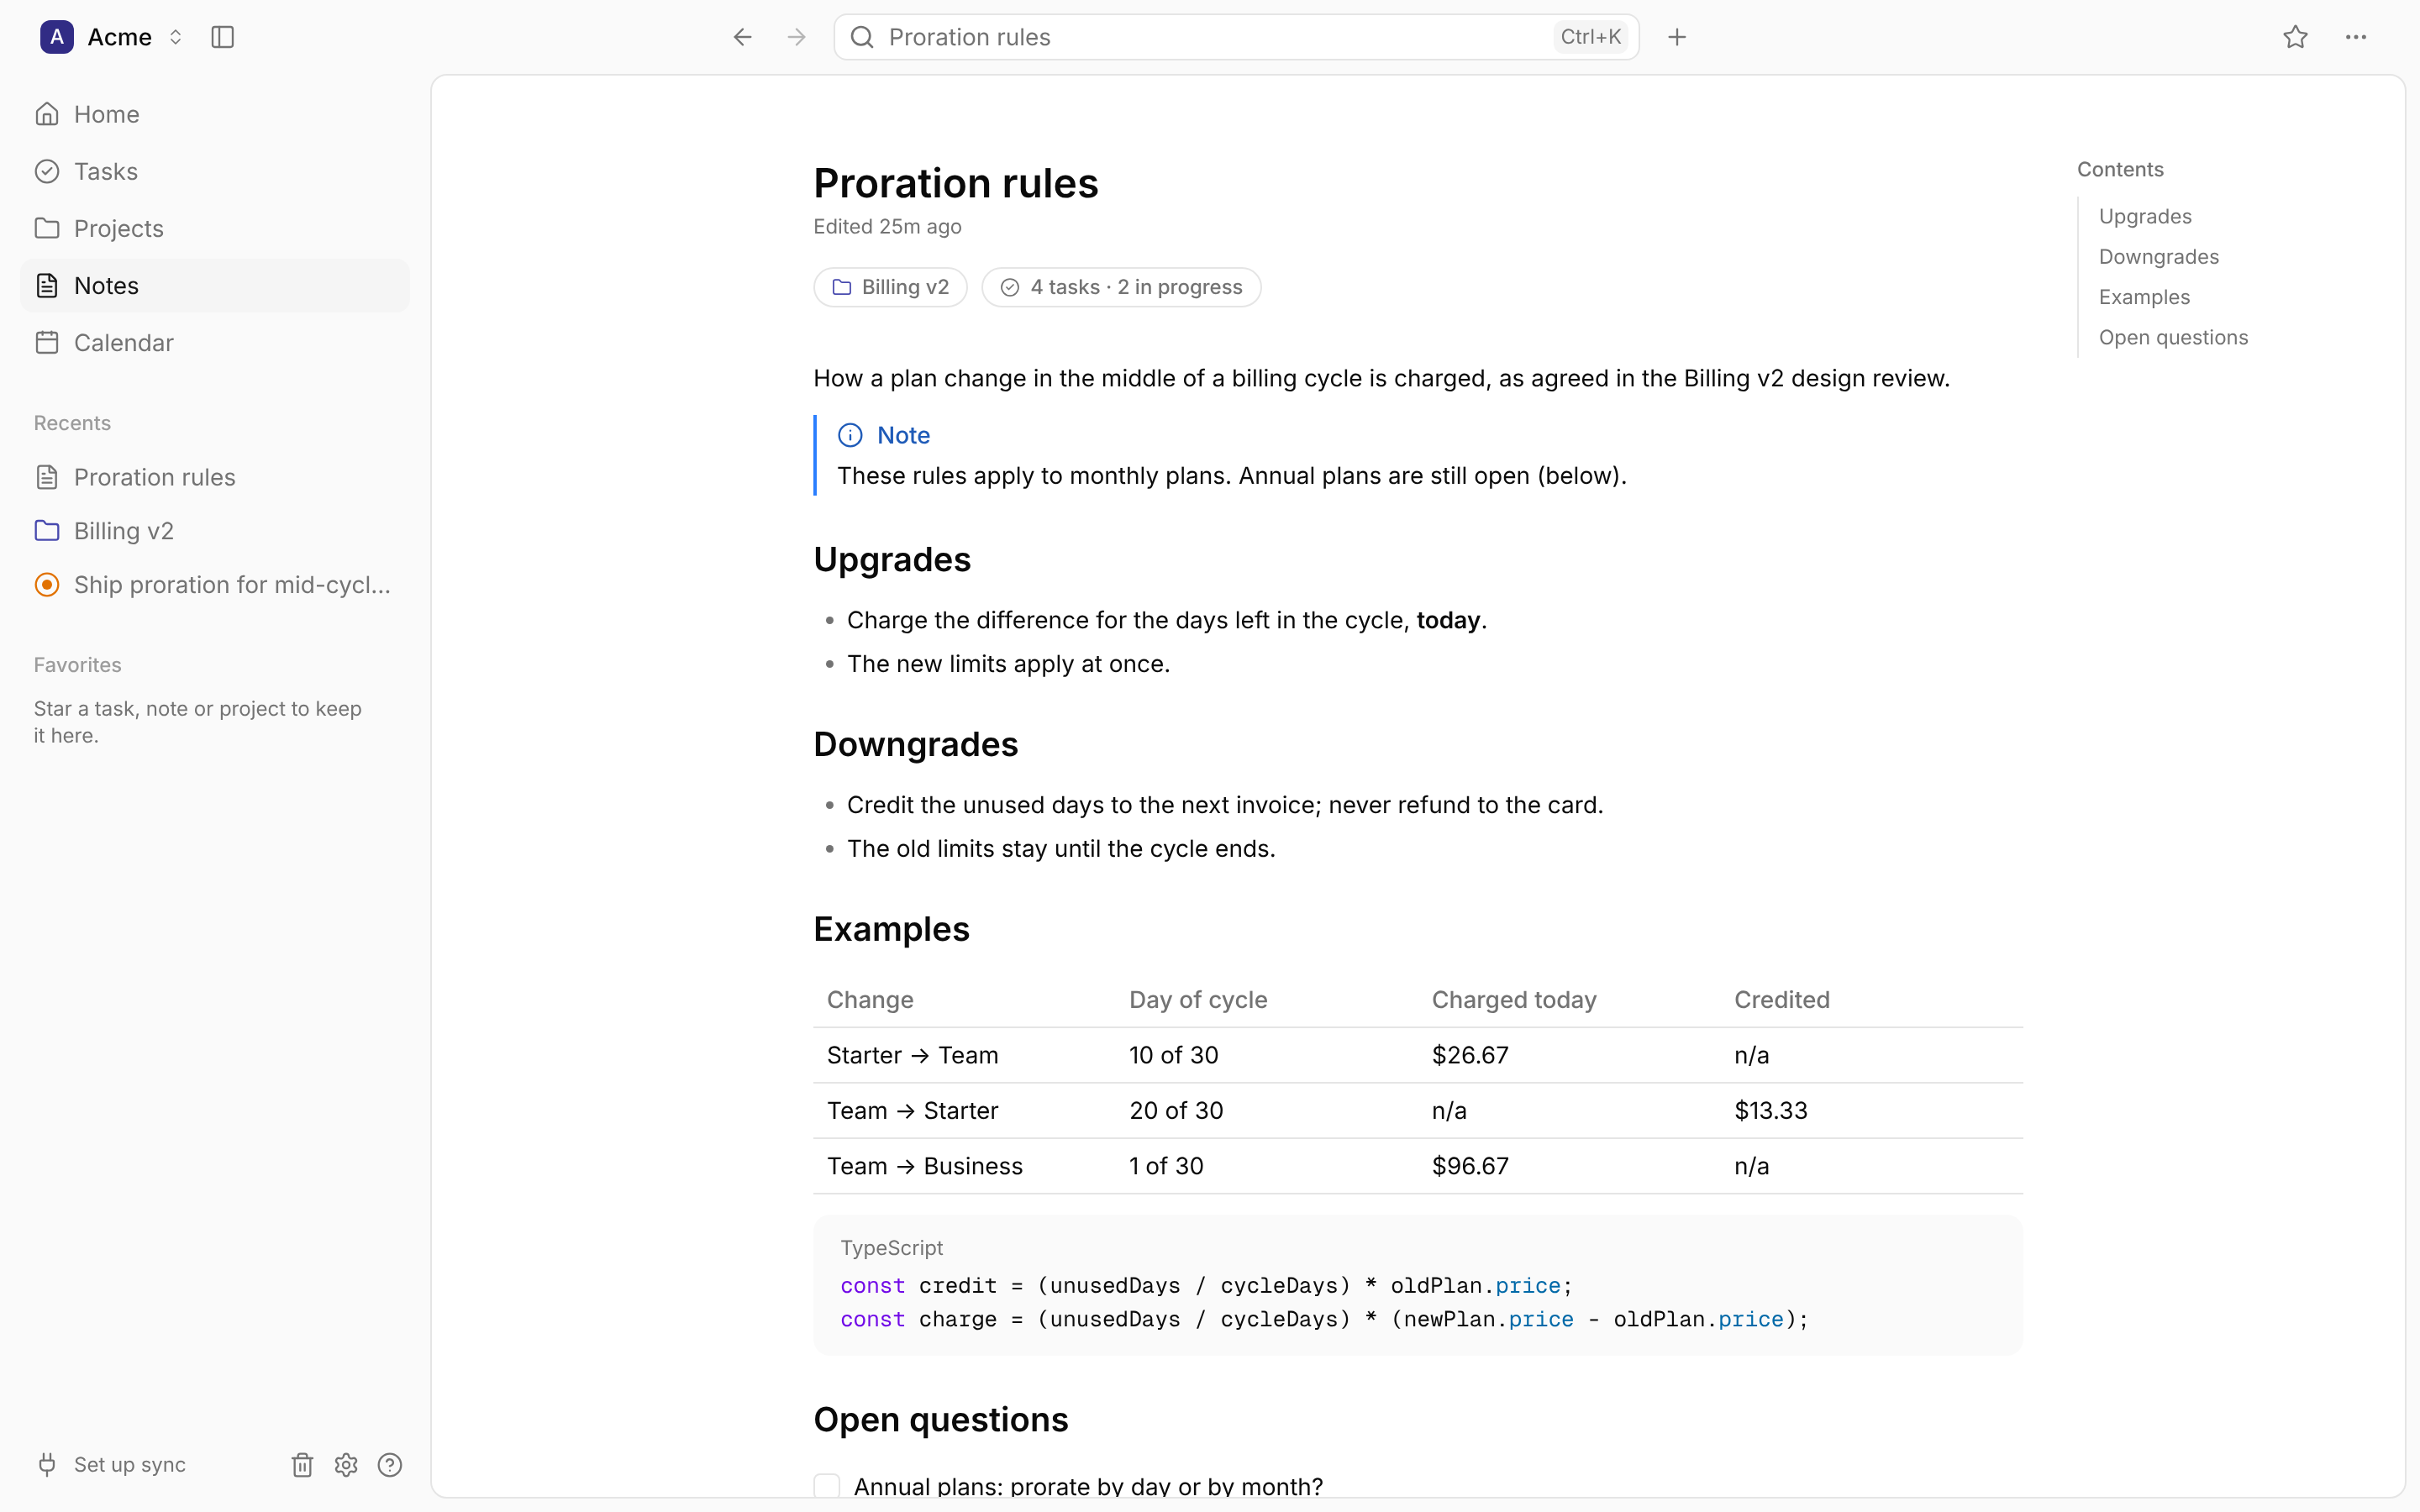 A Acme
Proration rules Ctrl+K
Home
Tasks
Projects
Notes
Calendar
Recents
Proration rules
Billing v2
Ship proration for mid-cycl...
Favorites
Star a task, note or project to keep
it here.
Set up sync
Proration rules
Edited 25m ago
Billing v2
4 tasks · 2 in progress
How a plan change in the middle of a billing cycle is charged, as agreed in the Billing v2 design review.
Note
These rules apply to monthly plans. Annual plans are still open (below).
Upgrades
• Charge the difference for the days left in the cycle, today.
• The new limits apply at once.
Downgrades
• Credit the unused days to the next invoice; never refund to the card.
• The old limits stay until the cycle ends.
Examples
Change Day of cycle Charged today Credited
Starter → Team 10 of 30 $26.67 n/a
Team → Starter 20 of 30 n/a $13.33
Team → Business 1 of 30 $96.67 n/a
TypeScript
const credit = (unusedDays / cycleDays) * oldPlan.price;
const charge = (unusedDays / cycleDays) * (newPlan.price - oldPlan.price);
Open questions
Annual plans: prorate by day or by month?
Contents
Upgrades
Downgrades
Examples
Open questions